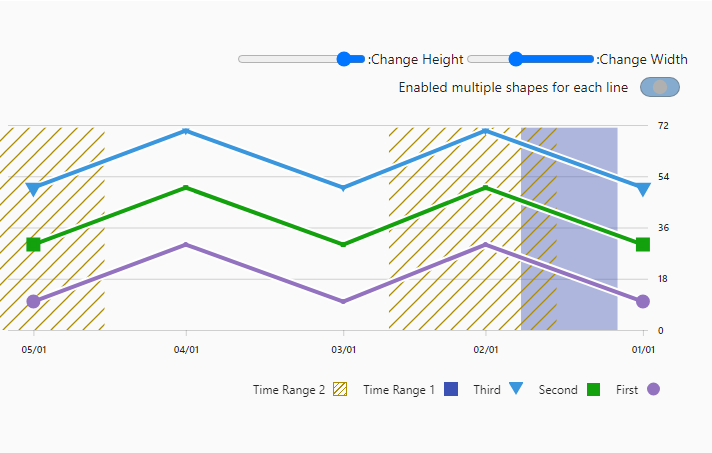 :Change Height
:Change Width
Enabled multiple shapes for each line
72
54
36
18
0
05/01
04/01
03/01
02/01
01/01
Time Range 2
Time Range 1
Third
Second
First